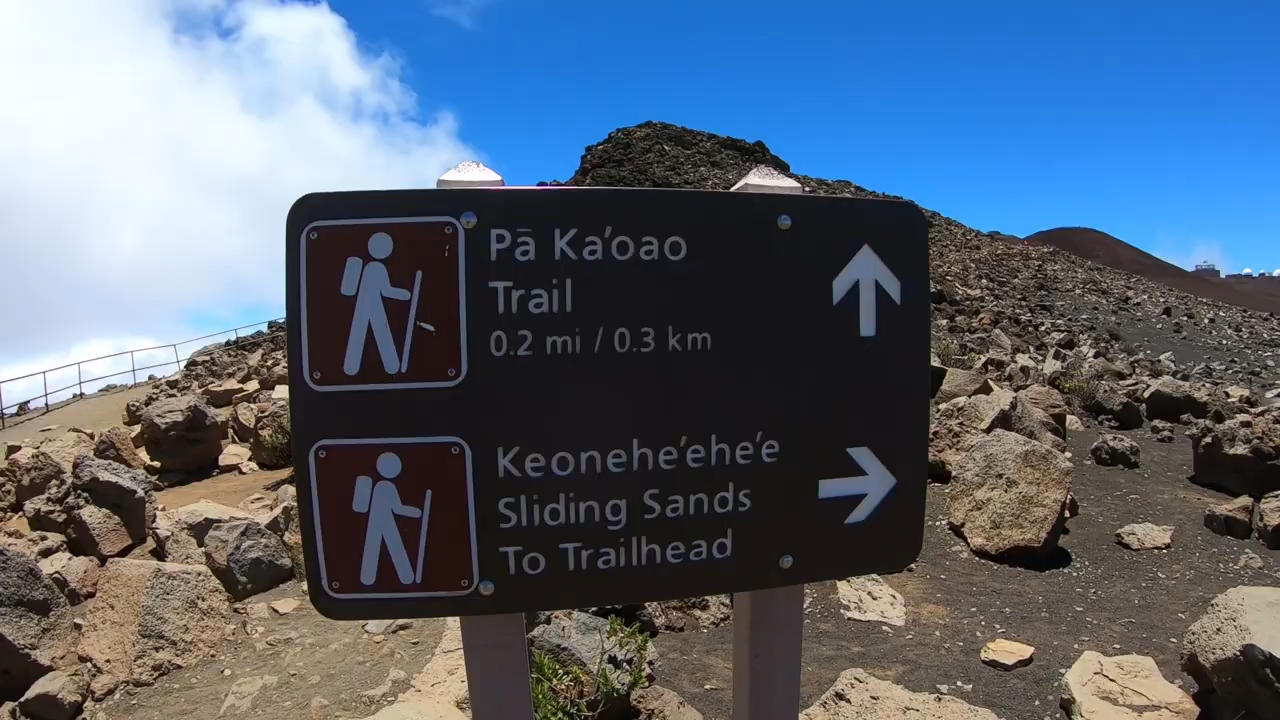 Pā Ka'oao
Trail
0.2 mi / 0.3 km
Keonehe'ehe'e
Sliding Sands
To Trailhead